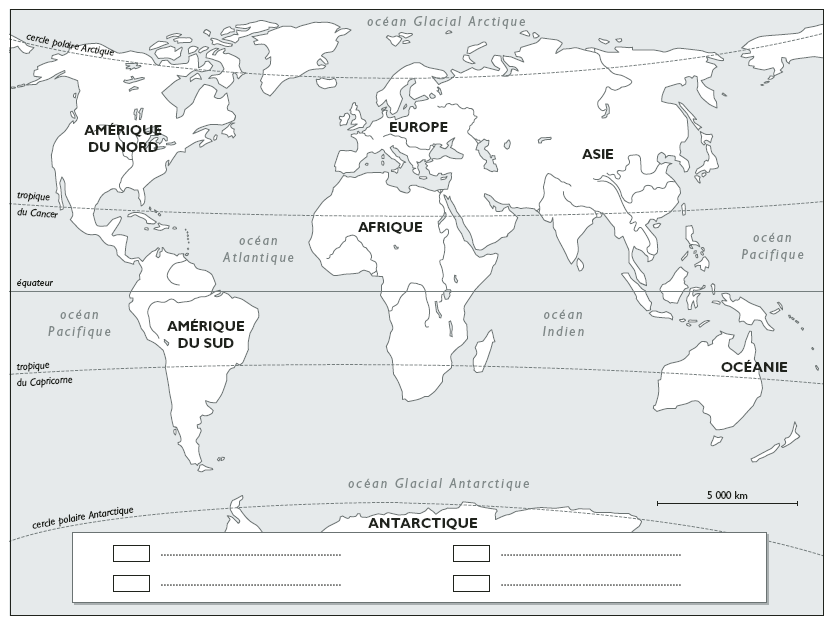 océan Glacial Arctique
cercle polaire Arctique
AMÉRIQUE
DU NORD
EUROPE
ASIE
tropique
du Cancer
AFRIQUE
océan
Atlantique
océan
Pacifique
équateur
océan
Pacifique
AMÉRIQUE
DU SUD
océan
Indien
tropique
du Capricorne
OCÉANIE
océan Glacial Antarctique
5 000 km
cercle polaire Antarctique
ANTARCTIQUE